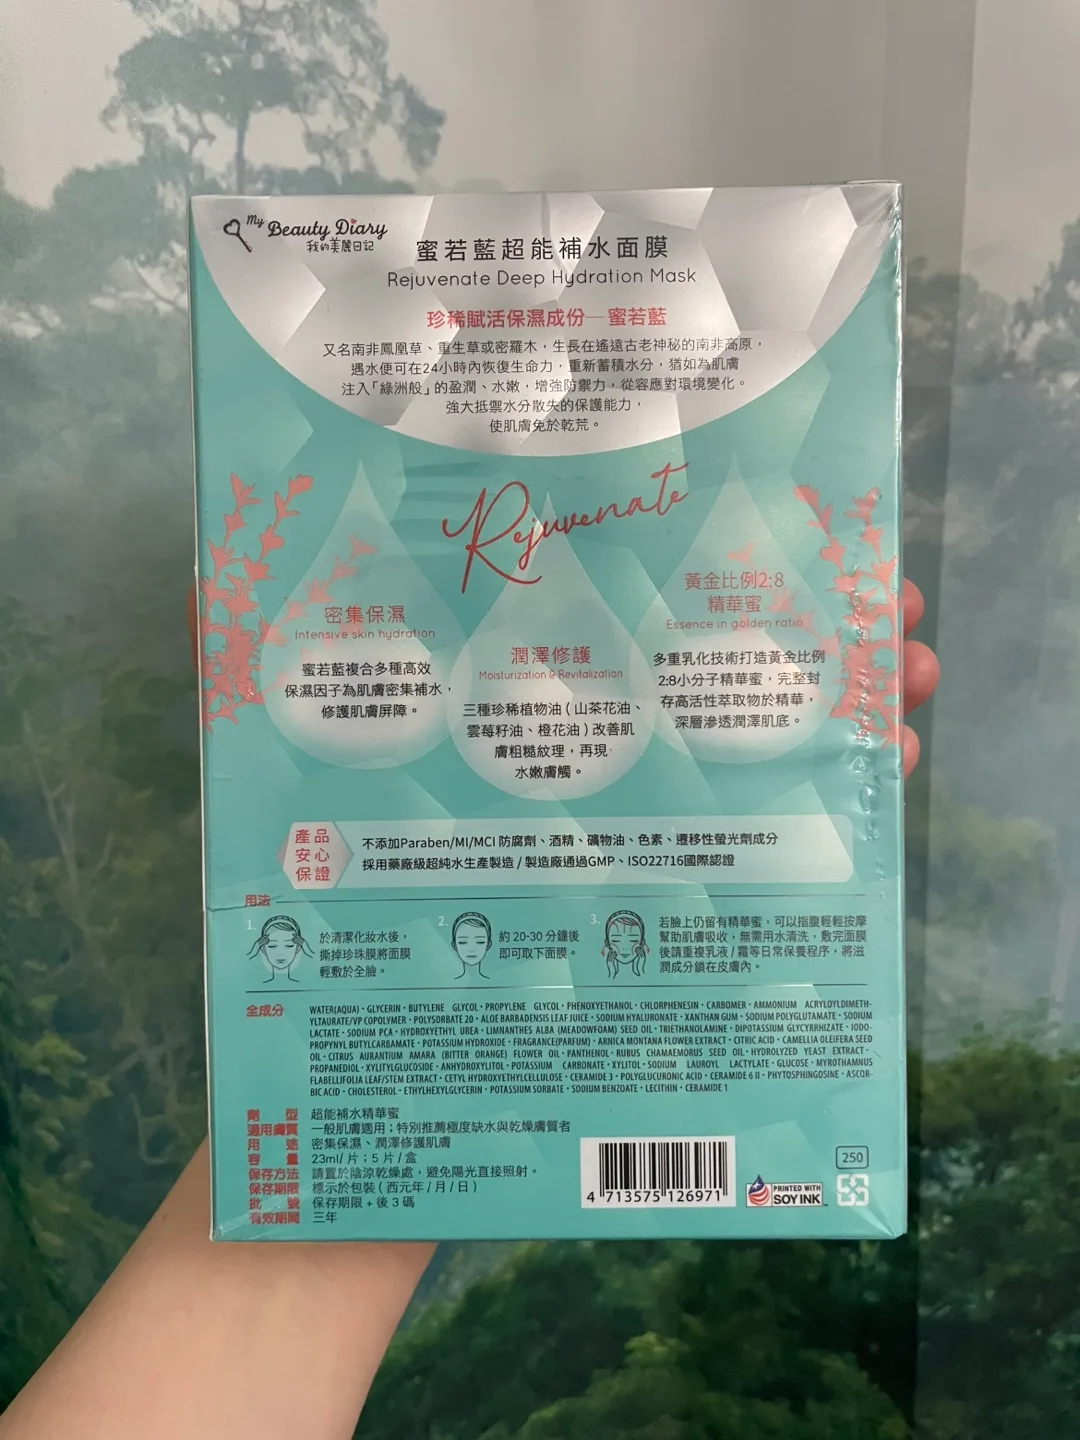 My Beauty Diary
我的美麗日記
蜜若藍超能補水面膜
Rejuvenate Deep Hydration Mask
珍稀賦活保濕成份—蜜若藍
又名南非鳳凰草、重生草或密羅木，生長在遙遠古老神秘的南非高原，
遇水便可在24小時內恢復生命力，重新蓄積水分，猶如為肌膚
注入「綠洲般」的盈潤、水嫩，增強防禦力，從容應對環境變化。
強大抵禦水分散失的保護能力，
使肌膚免於乾荒。
Rejuvenate
密集保濕
Intensive skin hydration
蜜若藍複合多種高效
保濕因子為肌膚密集補水，
修護肌膚屏障。
潤澤修護
Moisturization & Revitalization
三種珍稀植物油（山茶花油、
雲莓籽油、橙花油）改善肌
膚粗糙紋理，再現
水嫩膚觸。
黃金比例2:8
精華蜜
Essence in golden ratio
多重乳化技術打造黃金比例
2:8小分子精華蜜，完整封
存高活性萃取物於精華，
深層滲透潤澤肌底。
產品
安心
保證
不添加Paraben/MI/MCI 防腐劑、酒精、礦物油、色素、遷移性螢光劑成分
採用藥廠級超純水生產製造 / 製造廠通過GMP、ISO22716國際認證
用法
1.
於清潔化妝水後，
撕掉珍珠膜將面膜
輕敷於全臉。
2.
約 20-30 分鐘後
即可取下面膜。
3.
若臉上仍留有精華蜜，可以指腹輕輕按摩
幫助肌膚吸收，無需用水清洗，敷完面膜
後請重複乳液 / 霜等日常保養程序，將滋
潤成分鎖在皮膚內。
全成分
WATER(AQUA)・GLYCERIN・BUTYLENE GLYCOL・PROPYLENE GLYCOL・PHENOXYETHANOL・CHLORPHENESIN・CARBOMER・AMMONIUM ACRYLOYLDIMETH-
YLTAURATE/VP COPOLYMER・POLYSORBATE 20・ALOE BARBADENSIS LEAF JUICE・SODIUM HYALURONATE・XANTHAN GUM・SODIUM POLYGLUTAMATE・SODIUM
LACTATE・SODIUM PCA・HYDROXYETHYL UREA・LIMNANTHES ALBA (MEADOWFOAM) SEED OIL・TRIETHANOLAMINE・DIPOTASSIUM GLYCYRRHIZATE・IODO-
PROPYNYL BUTYLCARBAMATE・POTASSIUM HYDROXIDE・FRAGRANCE(PARFUM)・ARNICA MONTANA FLOWER EXTRACT・CITRIC ACID・CAMELLIA OLEIFERA SEED
OIL・CITRUS AURANTIUM AMARA (BITTER ORANGE) FLOWER OIL・PANTHENOL・RUBUS CHAMAEMORUS SEED OIL・HYDROLYZED YEAST EXTRACT・
PROPANEDIOL・XYLITYLGLUCOSIDE・ANHYDROXYLITOL・POTASSIUM CARBONATE・XYLITOL・SODIUM LAUROYL LACTYLATE・GLUCOSE・MYROTHAMNUS
FLABELLIFOLIA LEAF/STEM EXTRACT・CETYL HYDROXYETHYLCELLULOSE・CERAMIDE 3・POLYGLUCURONIC ACID・CERAMIDE 6 II・PHYTOSPHINGOSINE・ASCOR-
BIC ACID・CHOLESTEROL・ETHYLHEXYLGLYCERIN・POTASSIUM SORBATE・SODIUM BENZOATE・LECITHIN・CERAMIDE 1
劑型 超能補水精華蜜
適用膚質 一般肌膚適用；特別推薦極度缺水與乾燥膚質者
用途 密集保濕、潤澤修護肌膚
容量 23ml/ 片；5 片 / 盒
保存方法 請置於陰涼乾燥處，避免陽光直接照射。
保存期限 標示於包裝 ( 西元年 / 月 / 日 )
批號 保存期限 + 後 3 碼
有效期間 三年
4 713575 126971
PRINTED WITH
SOY INK
250